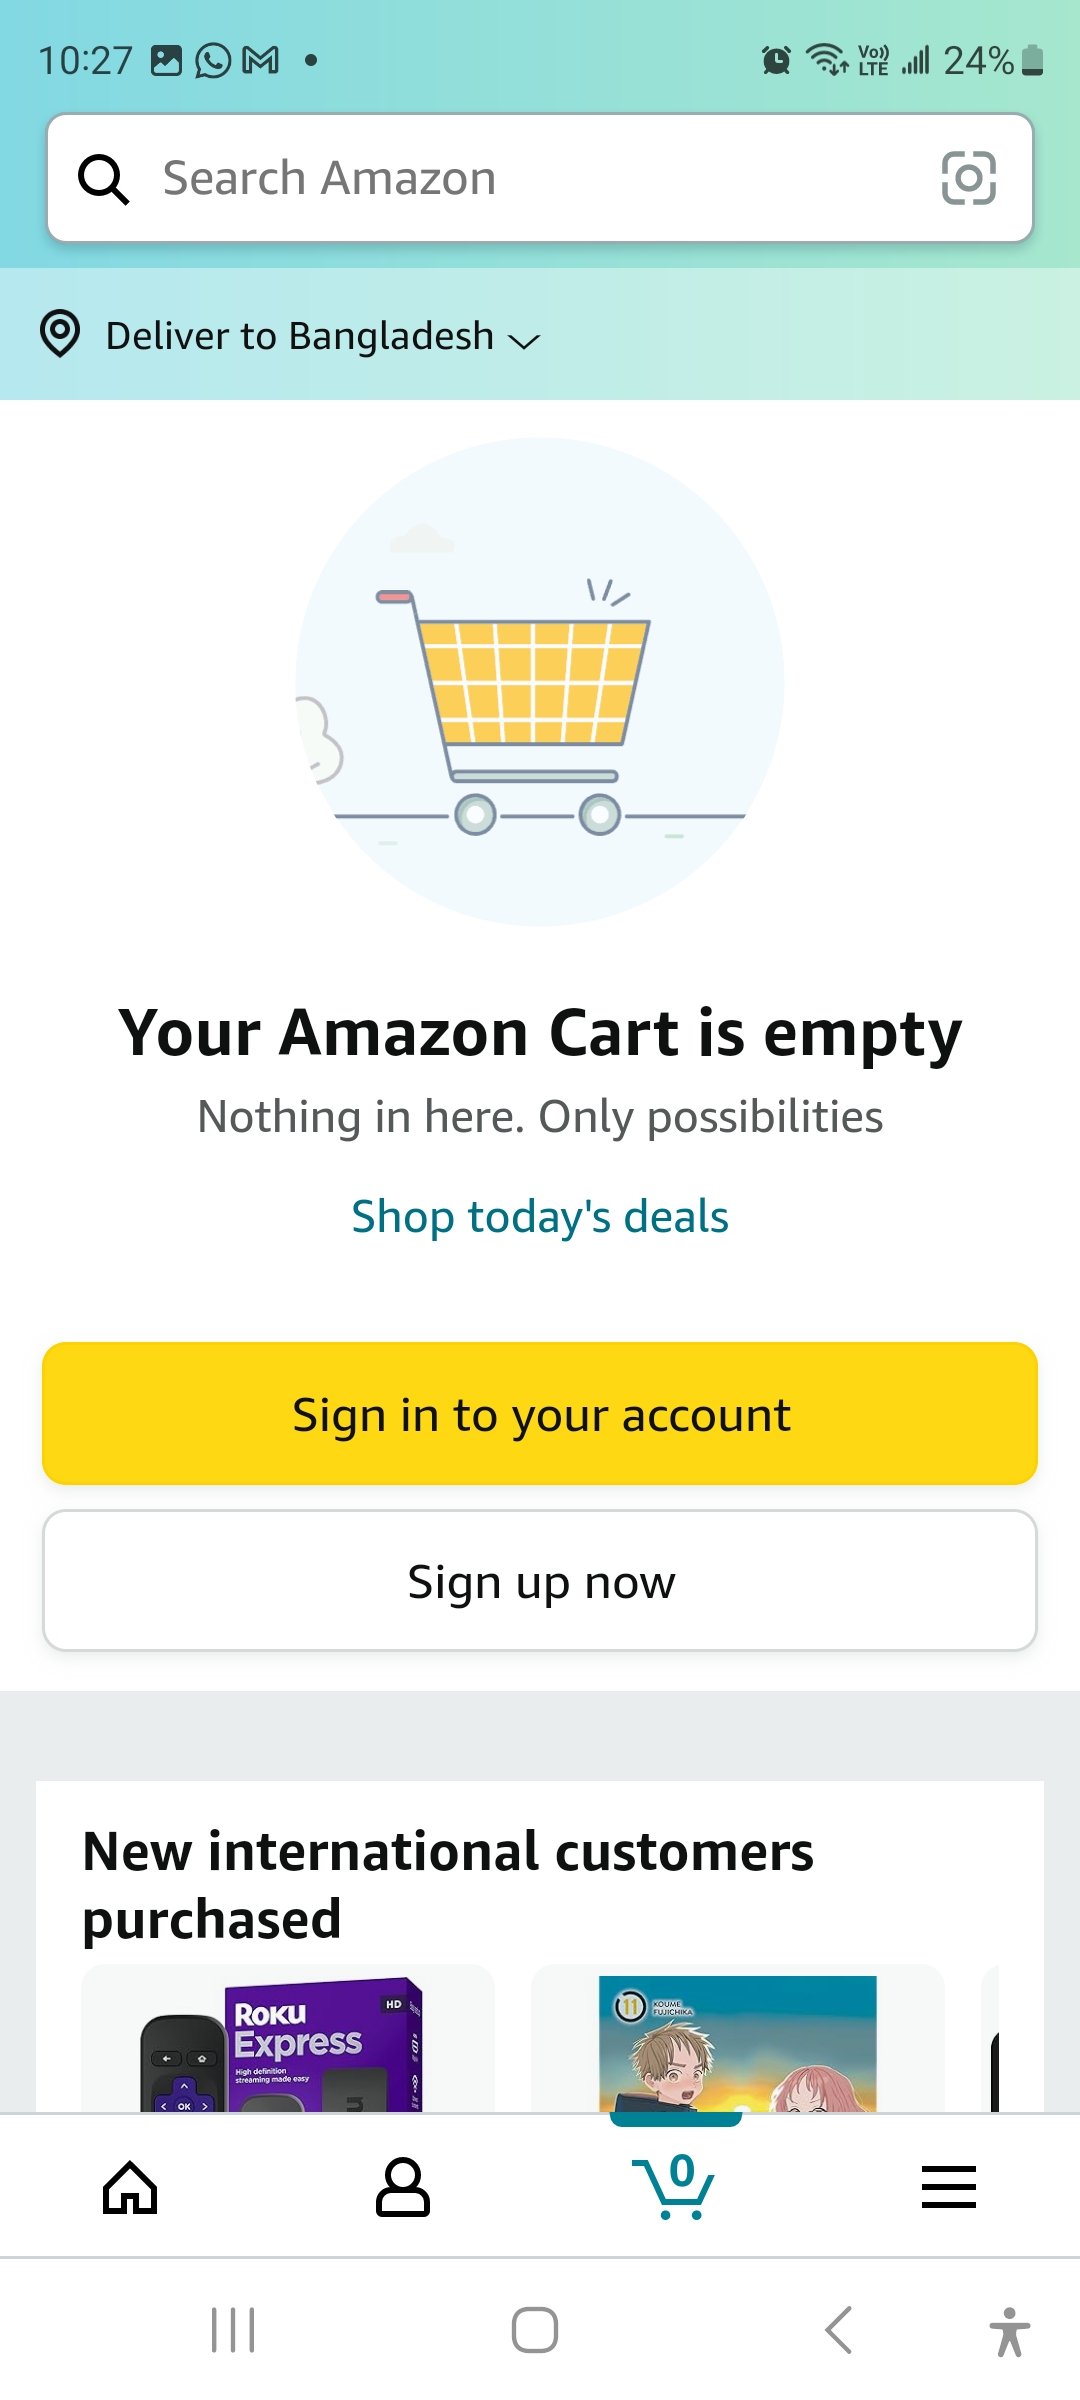 10:27
Vo))
LTE
24%
Search Amazon
Deliver to Bangladesh
Your Amazon Cart is empty
Nothing in here. Only possibilities
Shop today's deals
Sign in to your account
Sign up now
New international customers
purchased
ROKU
Express
HD
High definition
streaming made easy
OK
11
KOUME
FUJICHIKA
0